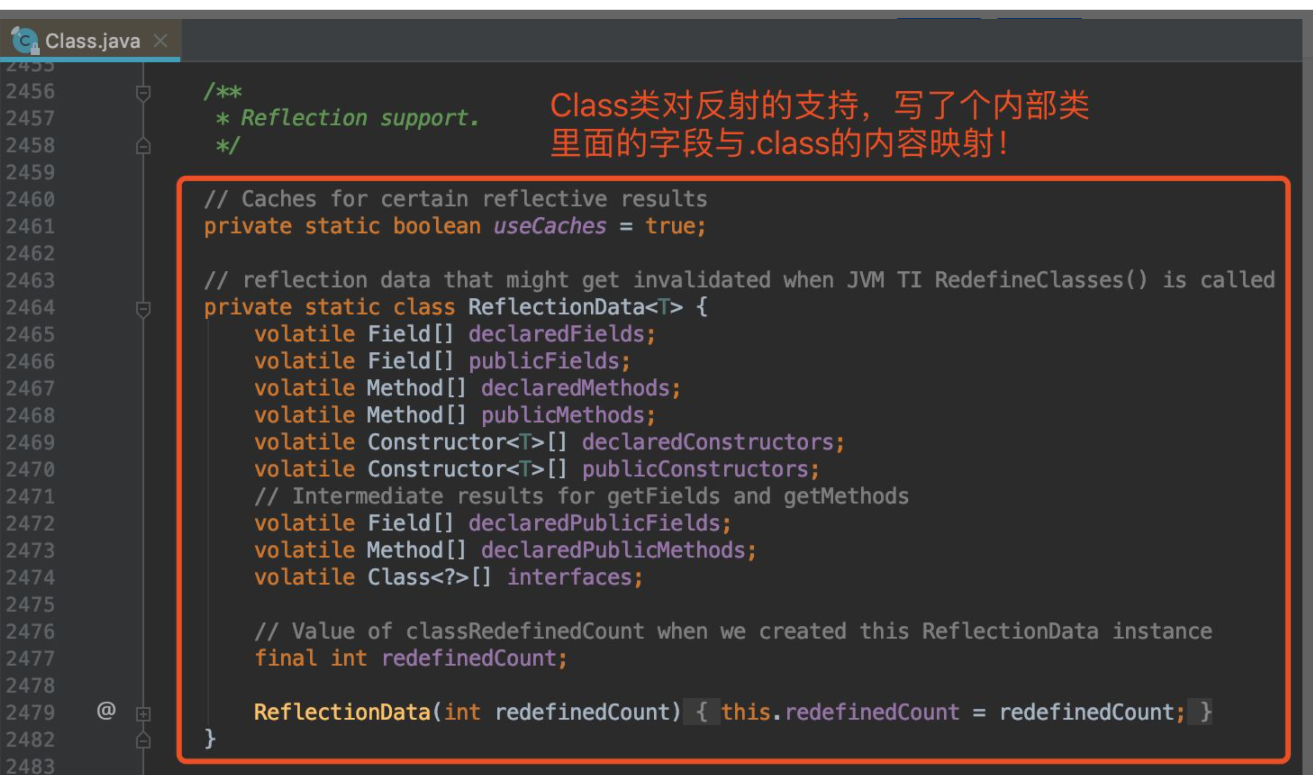 Class.java
2455
2456 /**
Class类对反射的支持，写了个内部类
2457 * Reflection support.
里面的字段与.class的内容映射！
2458 */
2459
2460 // Caches for certain reflective results
2461 private static boolean useCaches = true;
2462
2463 // reflection data that might get invalidated when JVM TI RedefineClasses() is called
2464 private static class ReflectionData<T> {
2465 volatile Field[] declaredFields;
2466 volatile Field[] publicFields;
2467 volatile Method[] declaredMethods;
2468 volatile Method[] publicMethods;
2469 volatile Constructor<T>[] declaredConstructors;
2470 volatile Constructor<T>[] publicConstructors;
2471 // Intermediate results for getFields and getMethods
2472 volatile Field[] declaredPublicFields;
2473 volatile Method[] declaredPublicMethods;
2474 volatile Class<?>[] interfaces;
2475
2476 // Value of classRedefinedCount when we created this ReflectionData instance
2477 final int redefinedCount;
2478
2479 @ ReflectionData(int redefinedCount) { this.redefinedCount = redefinedCount; }
2482 }
2483